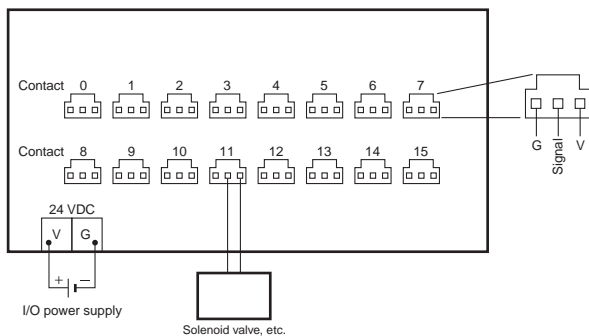 Contact 0 1 2 3 4 5 6 7
G Signal V
Contact 8 9 10 11 12 13 14 15
24 VDC
V G
+ −
I/O power supply
Solenoid valve, etc.